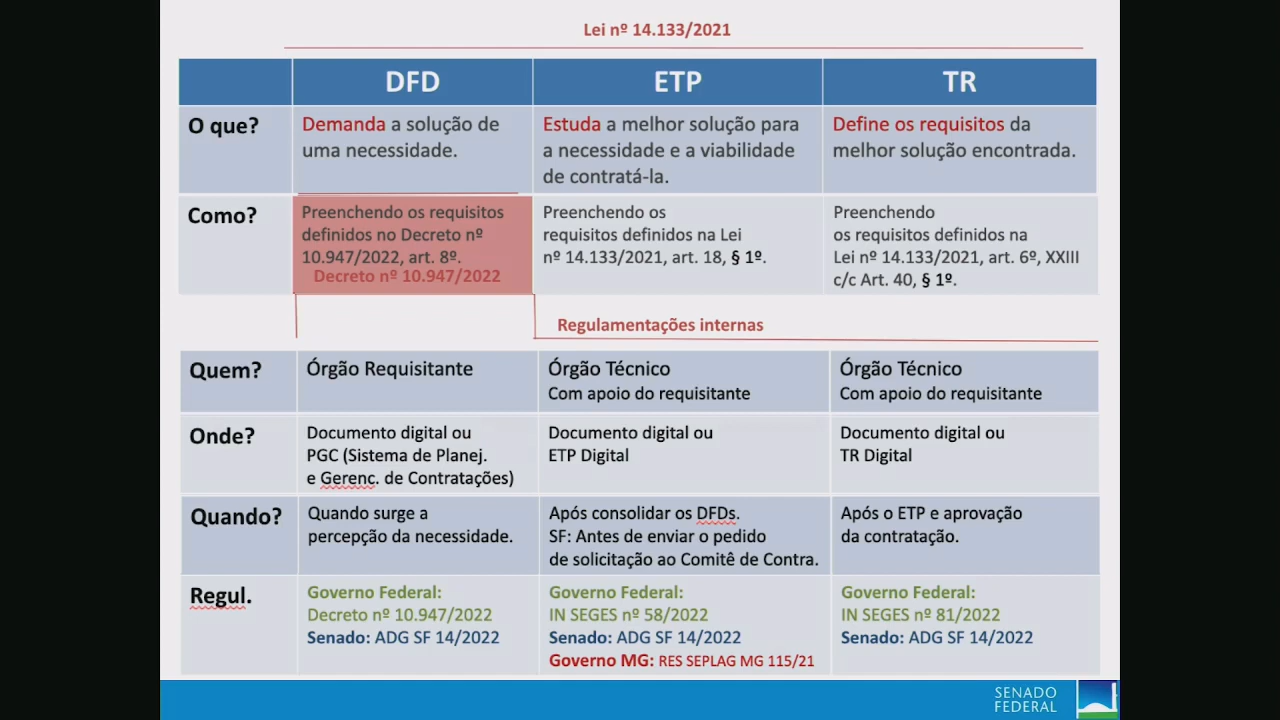 Lei nº 14.133/2021
DFD
ETP
TR
O que?
Demanda a solução de
uma necessidade.
Estuda a melhor solução para
a necessidade e a viabilidade
de contratá-la.
Define os requisitos da
melhor solução encontrada.
Como?
Preenchendo os requisitos
definidos no Decreto nº
10.947/2022, art. 8º.
Decreto nº 10.947/2022
Preenchendo os
requisitos definidos na Lei
nº 14.133/2021, art. 18, § 1º.
Preenchendo
os requisitos definidos na
Lei nº 14.133/2021, art. 6º, XXIII
c/c Art. 40, § 1º.
Regulamentações internas
Quem?
Órgão Requisitante
Órgão Técnico
Com apoio do requisitante
Órgão Técnico
Com apoio do requisitante
Onde?
Documento digital ou
PGC (Sistema de Planej.
e Gerenc. de Contratações)
Documento digital ou
ETP Digital
Documento digital ou
TR Digital
Quando?
Quando surge a
percepção da necessidade.
Após consolidar os DFDs.
SF: Antes de enviar o pedido
de solicitação ao Comitê de Contra.
Após o ETP e aprovação
da contratação.
Regul.
Governo Federal:
Decreto nº 10.947/2022
Senado: ADG SF 14/2022
Governo Federal:
IN SEGES nº 58/2022
Senado: ADG SF 14/2022
Governo MG: RES SEPLAG MG 115/21
Governo Federal:
IN SEGES nº 81/2022
Senado: ADG SF 14/2022
SENADO
FEDERAL